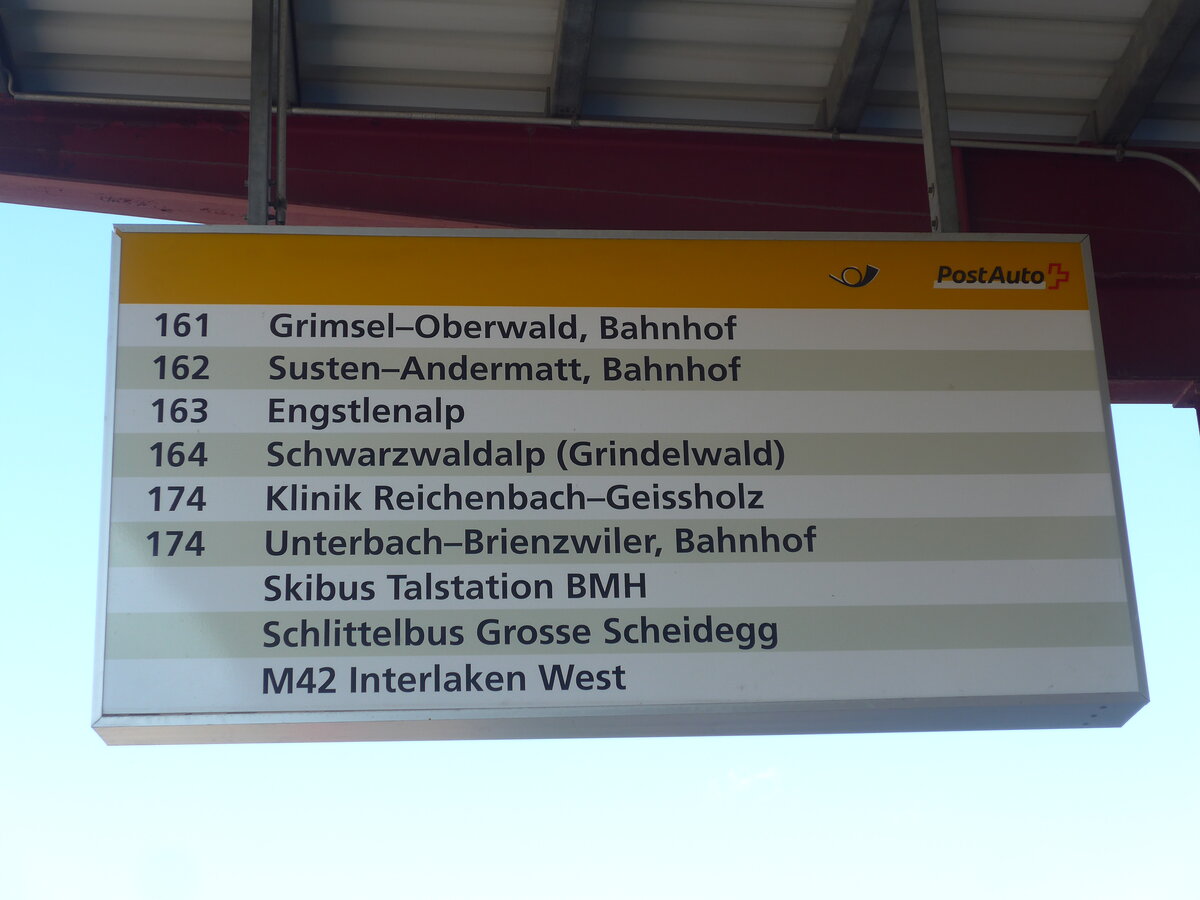 PostAuto
161 Grimsel–Oberwald, Bahnhof
162 Susten–Andermatt, Bahnhof
163 Engstlenalp
164 Schwarzwaldalp (Grindelwald)
174 Klinik Reichenbach–Geissholz
174 Unterbach–Brienzwiler, Bahnhof
Skibus Talstation BMH
Schlittelbus Grosse Scheidegg
M42 Interlaken West